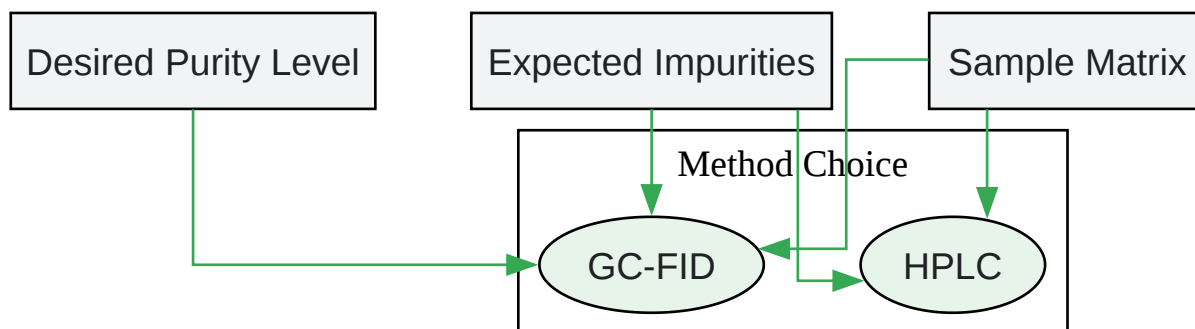 Desired Purity Level
Expected Impurities
Sample Matrix
Method Choice
GC-FID
HPLC